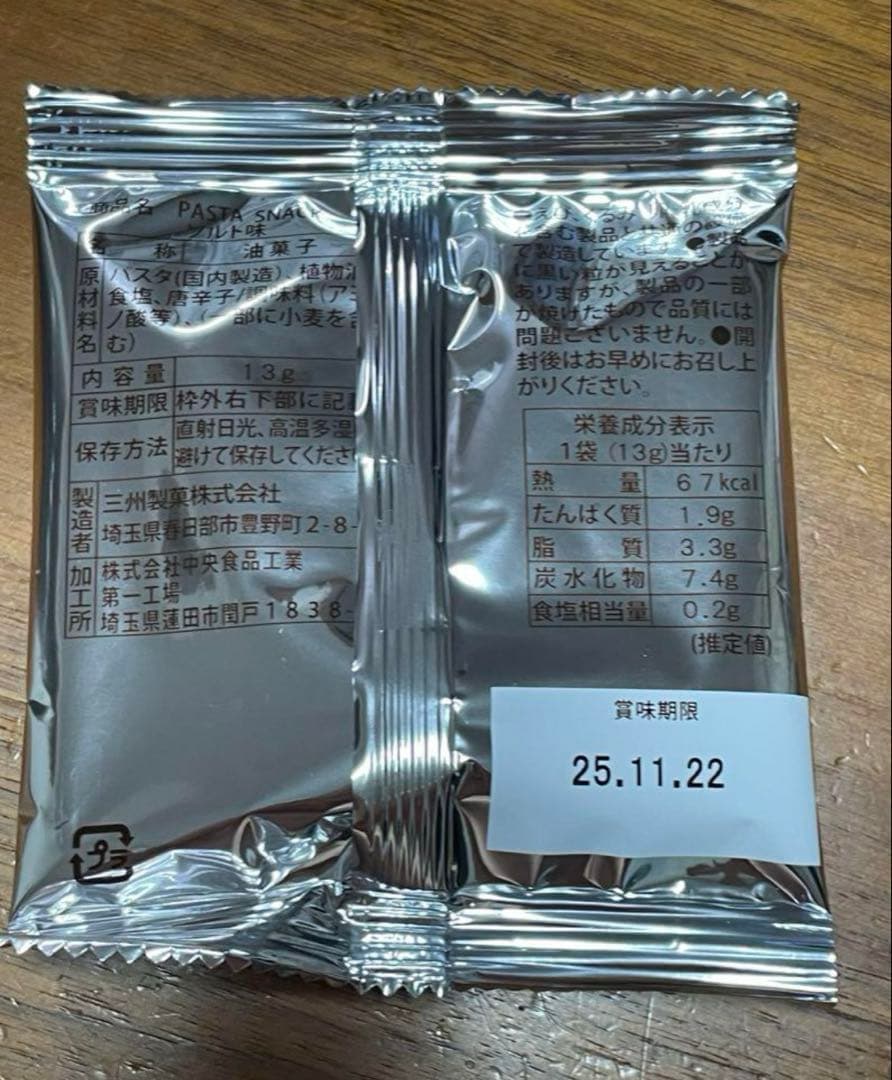 商品名 PASTA SNACK
ソルト味
名 称 油菓子
原材料名 パスタ(国内製造)、植物油
食塩、唐辛子/調味料(アミ
ノ酸等)、(一部に小麦を含
む)
内容量 13g
賞味期限 枠外右下部に記
保存方法 直射日光、高温多湿
避けて保存してくださ
製造者 三州製菓株式会社
埼玉県春日部市豊野町2-8-
加工所 株式会社中央食品工業
第一工場
埼玉県蓮田市閏戸1838-
む製品と
で製造しています。●製品
に黒い粒が見えることが
ありますが、製品の一部
が焼けたもので品質には
問題ございません。●開
封後はお早めにお召し上
がりください。
栄養成分表示
1袋(13g)当たり
熱 量 67kcal
たんぱく質 1.9g
脂 質 3.3g
炭水化物 7.4g
食塩相当量 0.2g
(推定値)
賞味期限
25.11.22
プラ